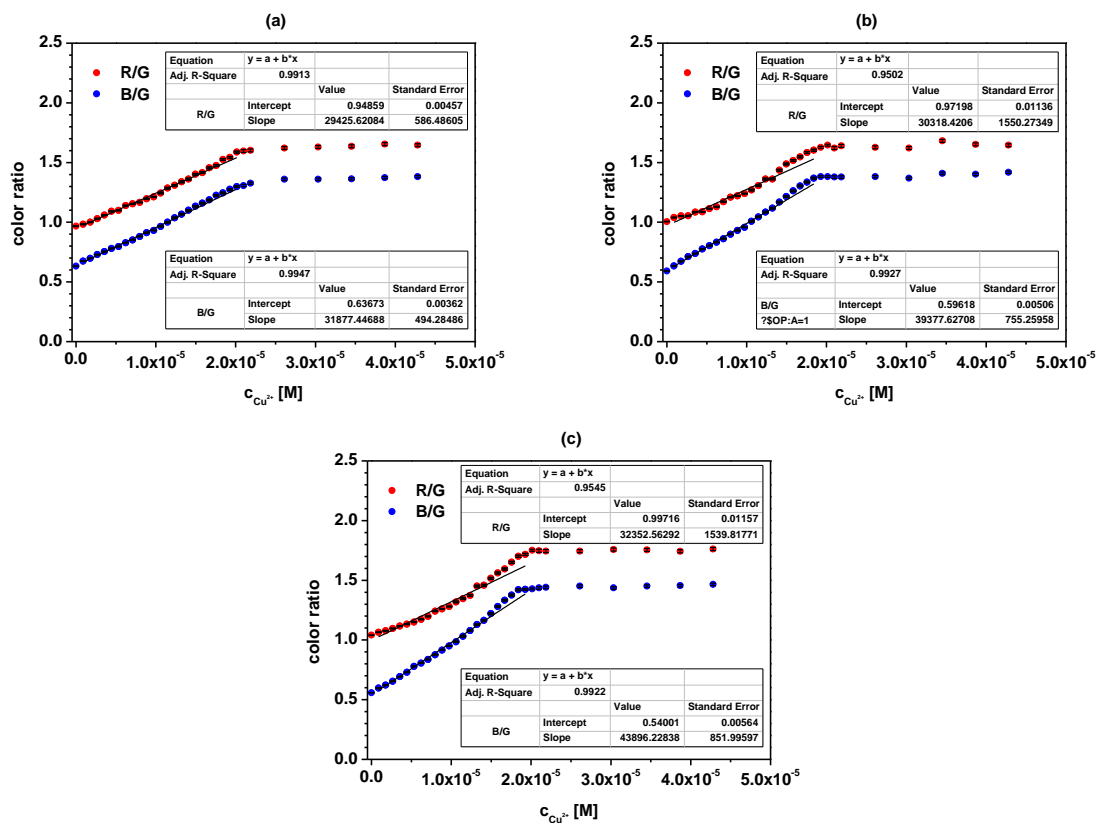 (a)
2.5
2.0
1.5
1.0
0.5
0.0
color ratio
R/G
B/G
Equation y = a + b*x
Adj. R-Square 0.9913
Value Standard Error
R/G Intercept 0.94859 0.00457
Slope 29425.62084 586.48605
Equation y = a + b*x
Adj. R-Square 0.9947
Value Standard Error
B/G Intercept 0.63673 0.00362
Slope 31877.44688 494.28486
0.0 1.0x10⁻⁵ 2.0x10⁻⁵ 3.0x10⁻⁵ 4.0x10⁻⁵ 5.0x10⁻⁵
c Cu²⁺ [M]
(b)
2.5
2.0
1.5
1.0
0.5
0.0
color ratio
R/G
B/G
Equation y = a + b*x
Adj. R-Square 0.9502
Value Standard Error
R/G Intercept 0.97198 0.01136
Slope 30318.4206 1550.27349
Equation y = a + b*x
Adj. R-Square 0.9927
Value Standard Error
B/G Intercept 0.59618 0.00506
?$OP:A=1 Slope 39377.62708 755.25958
0.0 1.0x10⁻⁵ 2.0x10⁻⁵ 3.0x10⁻⁵ 4.0x10⁻⁵ 5.0x10⁻⁵
c Cu²⁺ [M]
(c)
2.5
2.0
1.5
1.0
0.5
0.0
color ratio
R/G
B/G
Equation y = a + b*x
Adj. R-Square 0.9545
Value Standard Error
R/G Intercept 0.99716 0.01157
Slope 32352.56292 1539.81771
Equation y = a + b*x
Adj. R-Square 0.9922
Value Standard Error
B/G Intercept 0.54001 0.00564
Slope 43896.22838 851.99597
0.0 1.0x10⁻⁵ 2.0x10⁻⁵ 3.0x10⁻⁵ 4.0x10⁻⁵ 5.0x10⁻⁵
c Cu²⁺ [M]